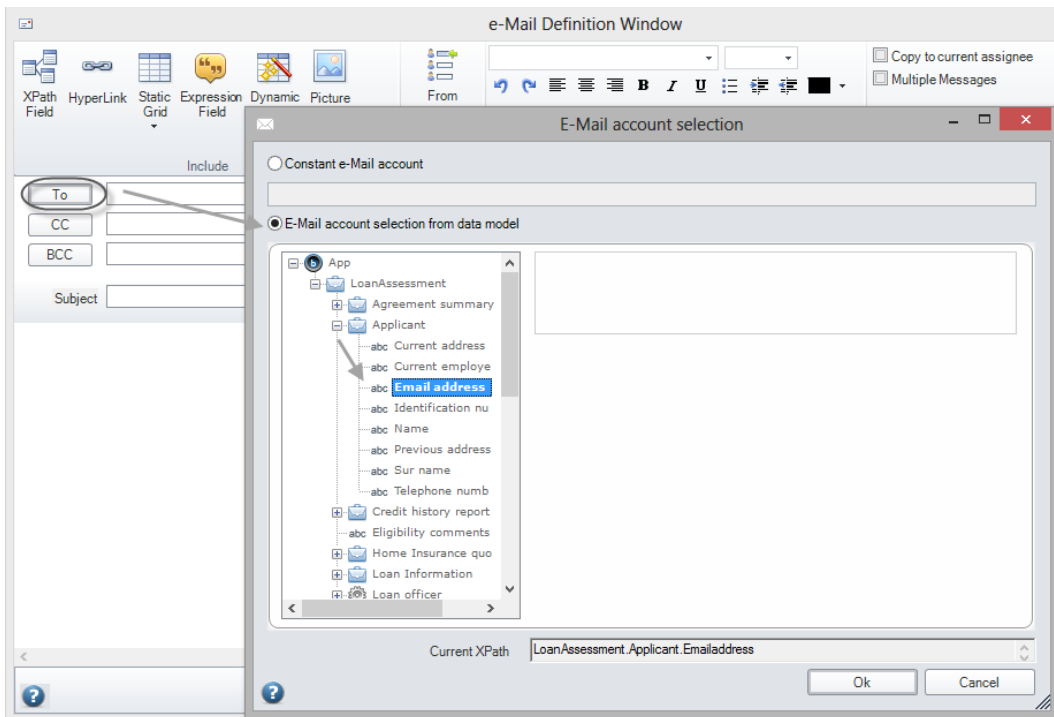 e-Mail Definition Window
XPath Field
HyperLink
Static Grid
Expression Field
Dynamic
Picture
From
B I U
Copy to current assignee
Multiple Messages
Include
To
CC
BCC
Subject
E-Mail account selection
Constant e-Mail account
E-Mail account selection from data model
App
LoanAssessment
Agreement summary
Applicant
abc Current address
abc Current employe
abc Email address
abc Identification nu
abc Name
abc Previous address
abc Sur name
abc Telephone numb
Credit history report
abc Eligibility comments
Home Insurance quo
Loan Information
Loan officer
Current XPath LoanAssessment.Applicant.Emailaddress
Ok
Cancel